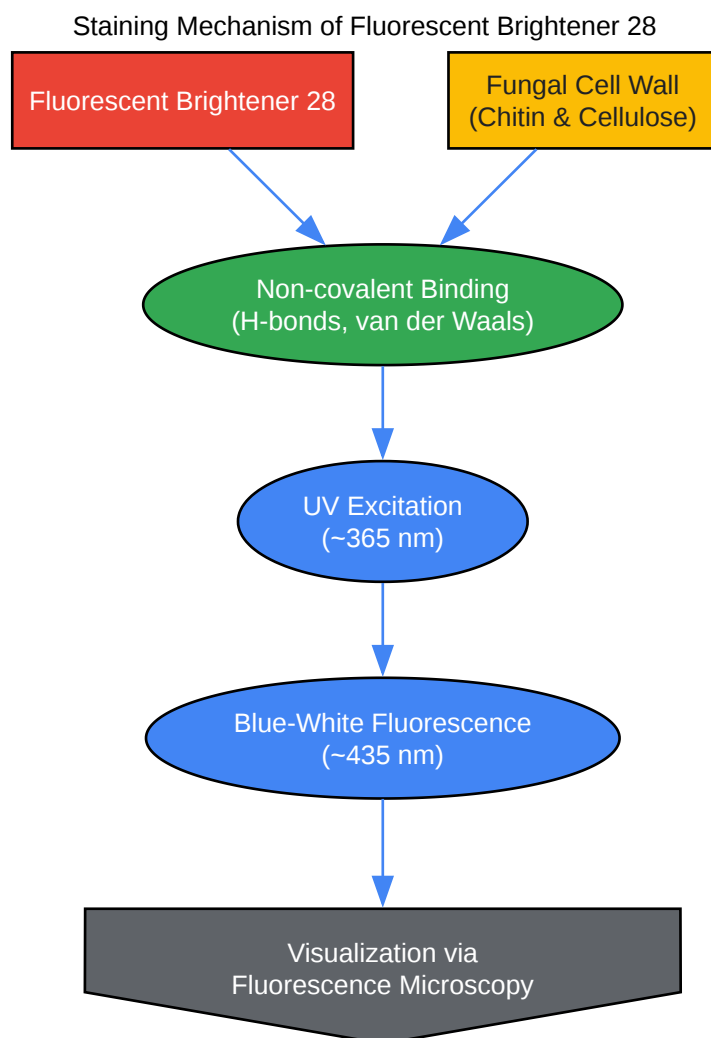 Staining Mechanism of Fluorescent Brightener 28
Fluorescent Brightener 28
Fungal Cell Wall
(Chitin & Cellulose)
Non-covalent Binding
(H-bonds, van der Waals)
UV Excitation
(~365 nm)
Blue-White Fluorescence
(~435 nm)
Visualization via
Fluorescence Microscopy